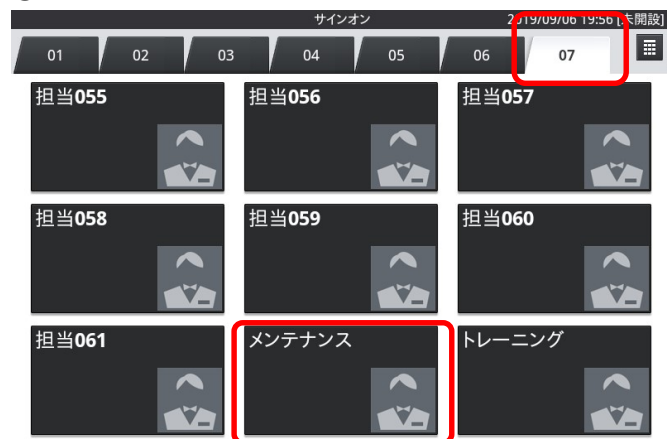 サインオン 2019/09/06 19:56 [未開設]
01 02 03 04 05 06 07
担当055 担当056 担当057
担当058 担当059 担当060
担当061 メンテナンス トレーニング